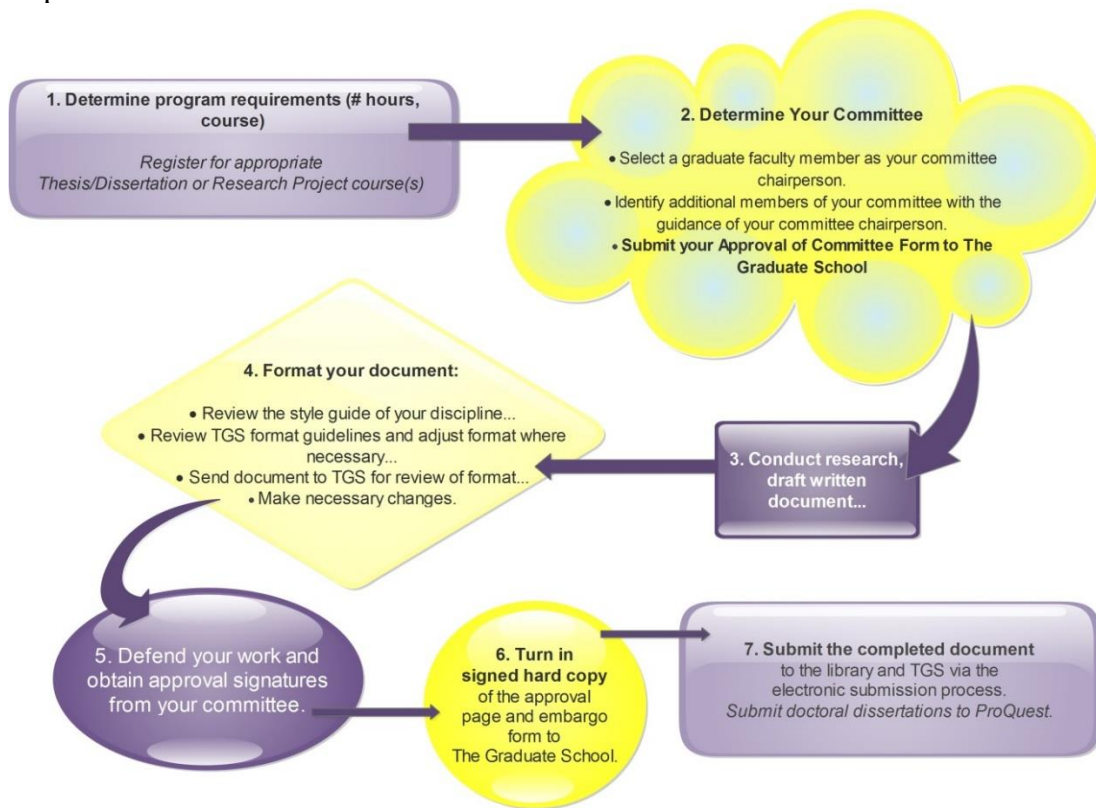 1. Determine program requirements (# hours,
course)
Register for appropriate
Thesis/Dissertation or Research Project course(s)
2. Determine Your Committee
• Select a graduate faculty member as your committee
chairperson.
• Identify additional members of your committee with the
guidance of your committee chairperson.
• Submit your Approval of Committee Form to The
Graduate School
3. Conduct research,
draft written
document...
4. Format your document:
• Review the style guide of your discipline...
• Review TGS format guidelines and adjust format where
necessary...
• Send document to TGS for review of format...
• Make necessary changes.
5. Defend your work and
obtain approval signatures
from your committee.
6. Turn in
signed hard copy
of the approval
page and embargo
form to
The Graduate School.
7. Submit the completed document
to the library and TGS via the
electronic submission process.
Submit doctoral dissertations to ProQuest.